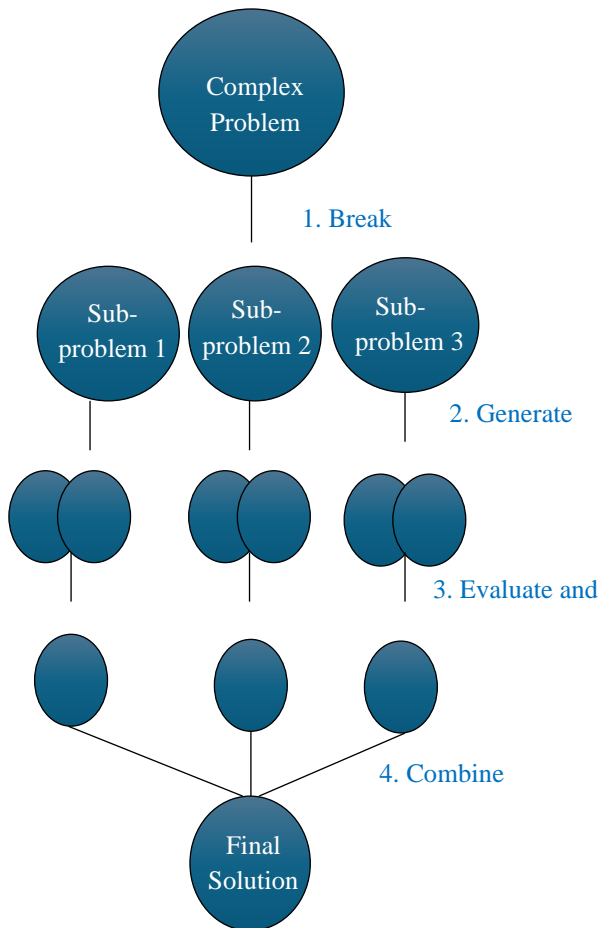 Complex
Problem
1. Break
Sub-
problem 1
Sub-
problem 2
Sub-
problem 3
2. Generate
3. Evaluate and
4. Combine
Final
Solution